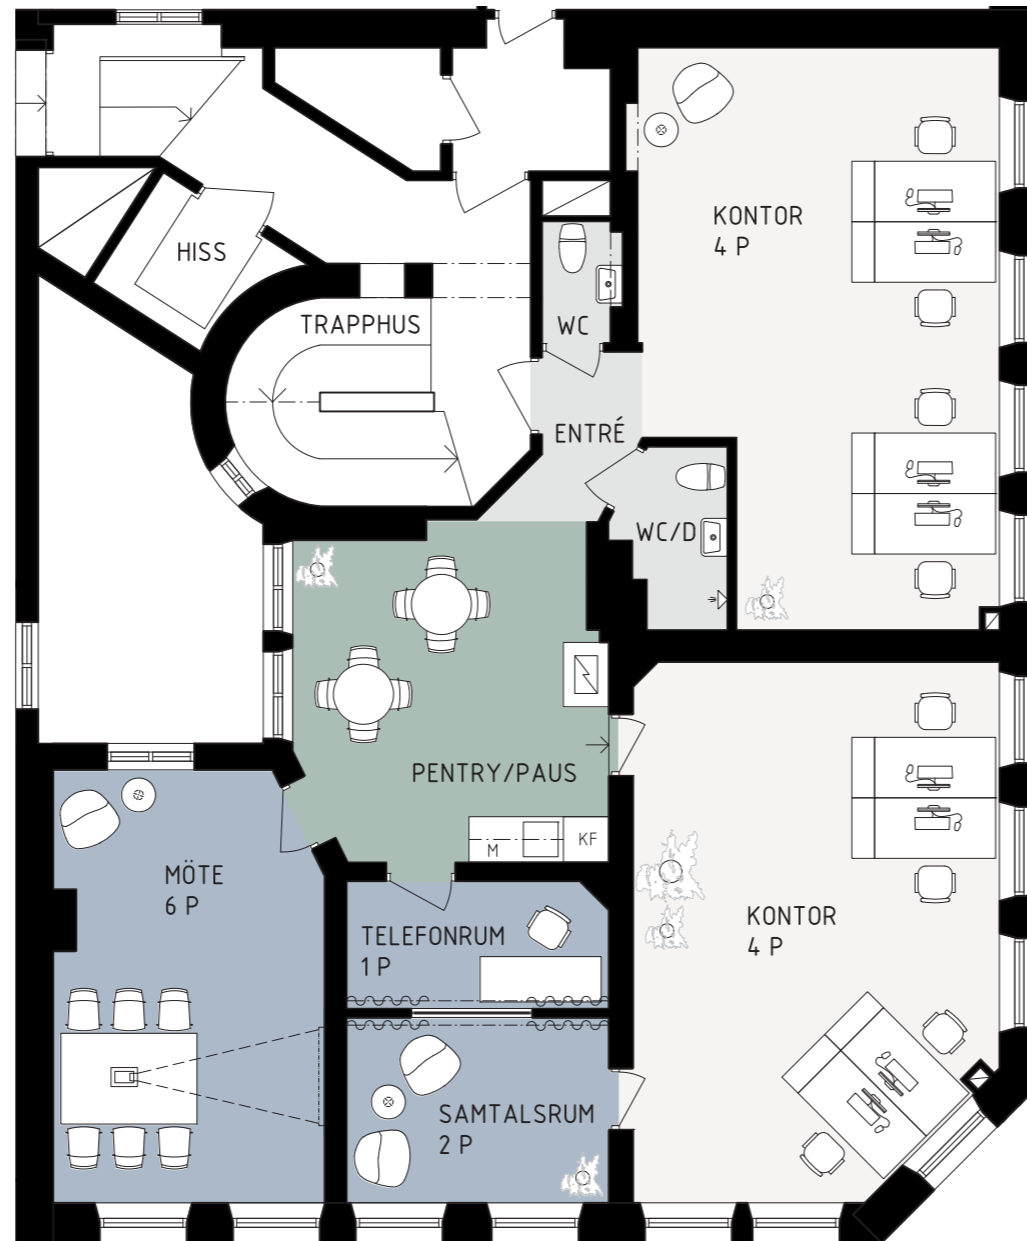 KONTOR
4 P
HISS
TRAPPHUS
WC
ENTRÉ
WC/D
PENTRY/PAUS
M
KF
MÖTE
6 P
TELEFONRUM
1 P
KONTOR
4 P
SAMTALSRUM
2 P